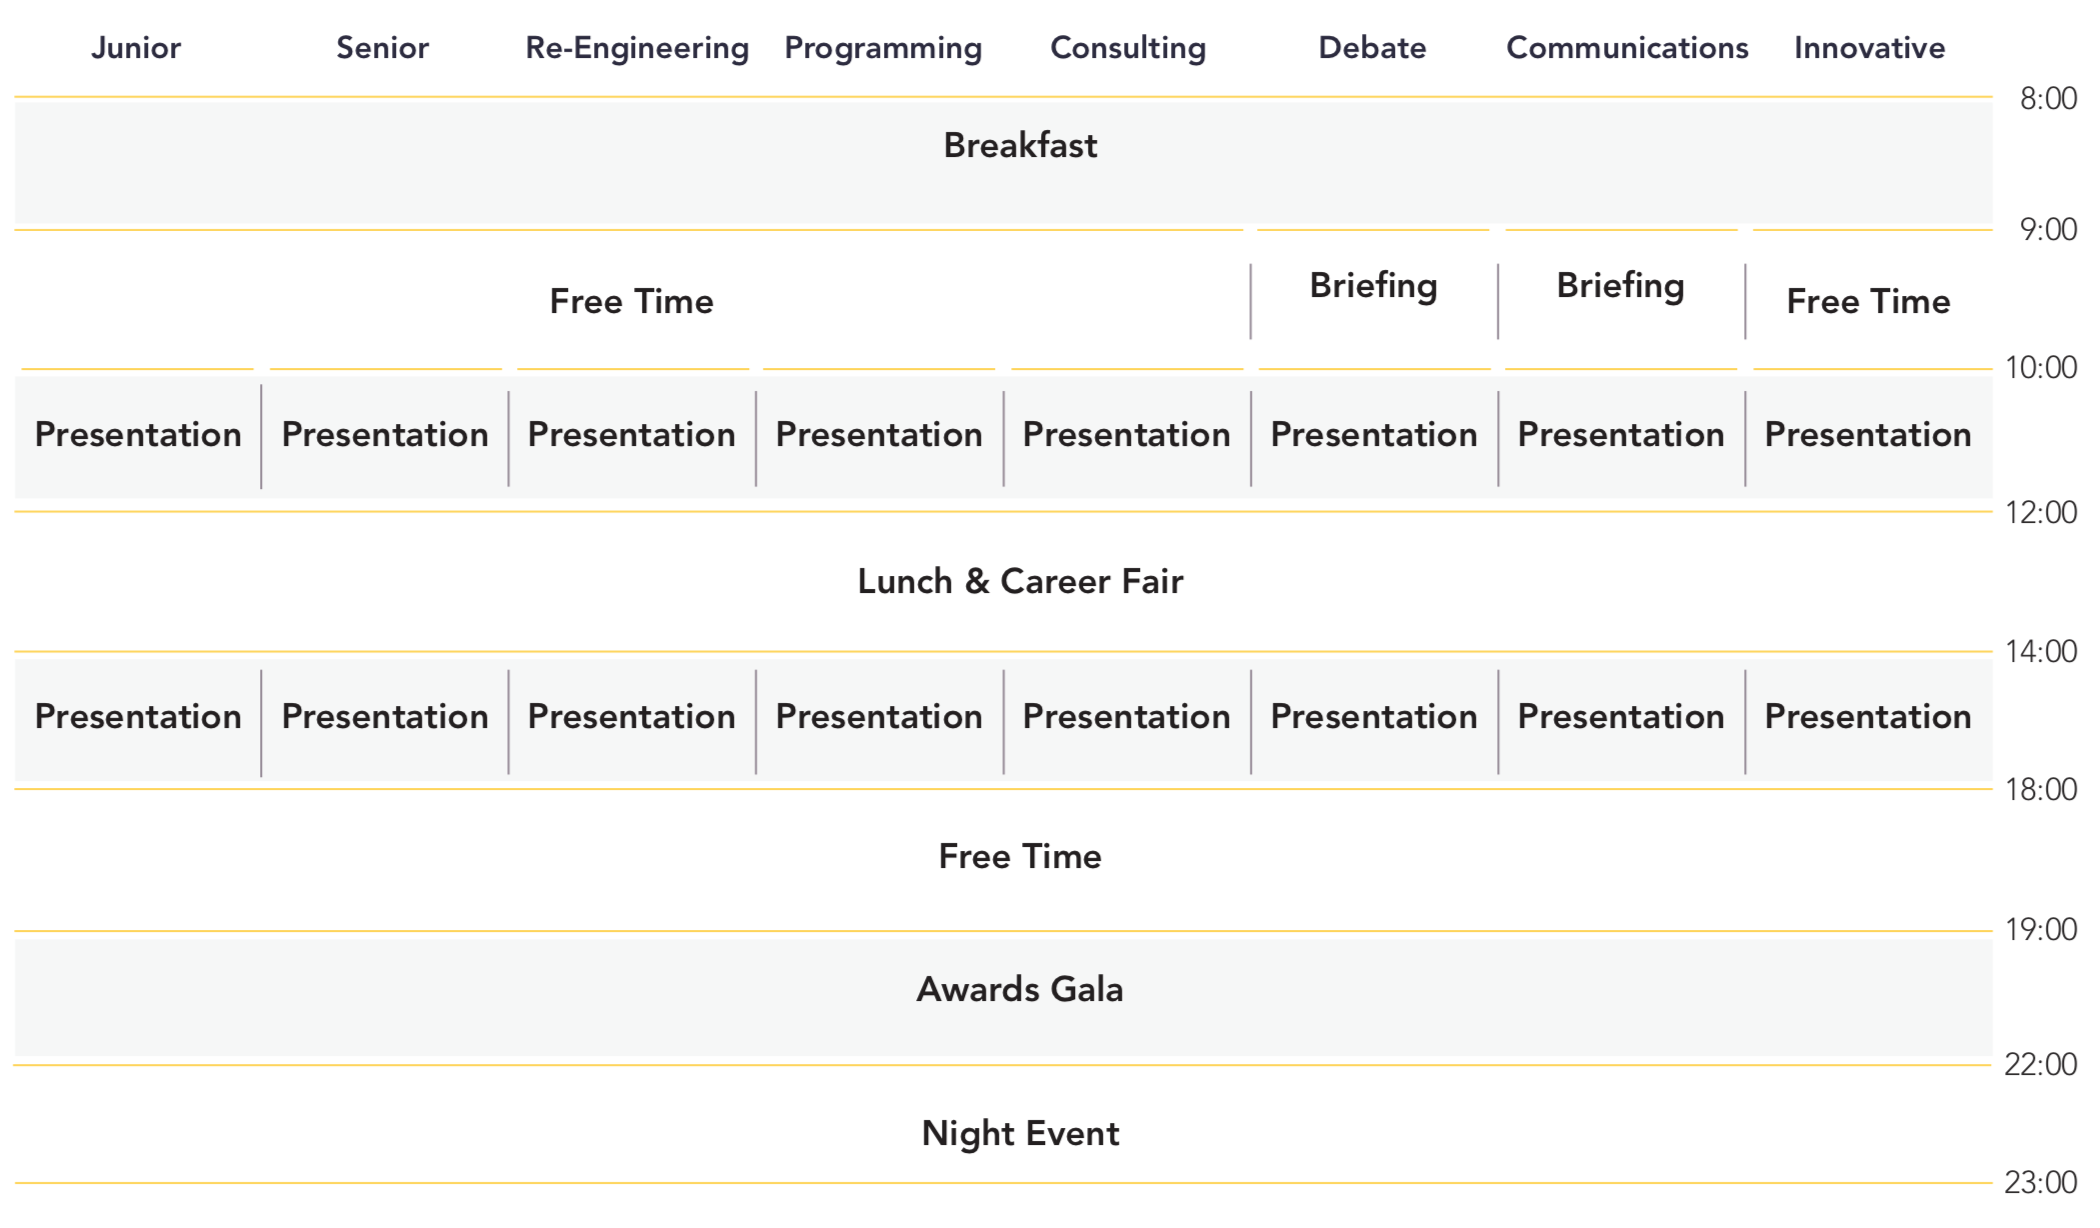 Junior Senior Re-Engineering Programming Consulting Debate Communications Innovative
8:00
Breakfast
9:00
Free Time Briefing Briefing Free Time
10:00
Presentation Presentation Presentation Presentation Presentation Presentation Presentation Presentation
12:00
Lunch & Career Fair
14:00
Presentation Presentation Presentation Presentation Presentation Presentation Presentation Presentation
18:00
Free Time
19:00
Awards Gala
22:00
Night Event
23:00